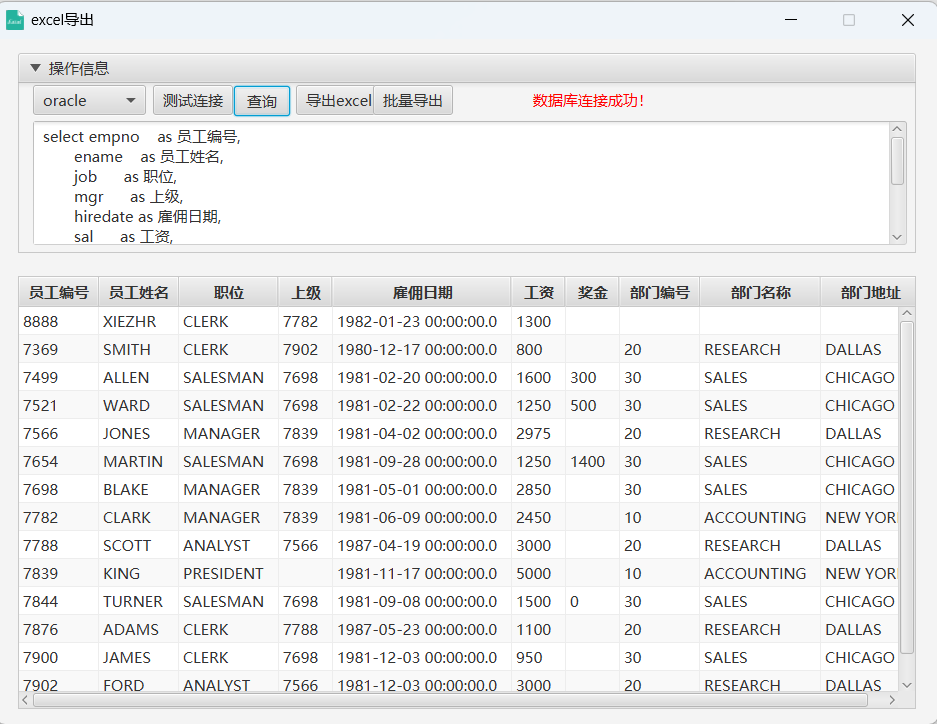 excel导出
操作信息
oracle 测试连接 查询 导出excel 批量导出 数据库连接成功!
select empno as 员工编号,
ename as 员工姓名,
job as 职位,
mgr as 上级,
hiredate as 雇佣日期,
sal as 工资,
员工编号 员工姓名 职位 上级 雇佣日期 工资 奖金 部门编号 部门名称 部门地址
8888 XIEZHR CLERK 7782 1982-01-23 00:00:00.0 1300
7369 SMITH CLERK 7902 1980-12-17 00:00:00.0 800 20 RESEARCH DALLAS
7499 ALLEN SALESMAN 7698 1981-02-20 00:00:00.0 1600 300 30 SALES CHICAGO
7521 WARD SALESMAN 7698 1981-02-22 00:00:00.0 1250 500 30 SALES CHICAGO
7566 JONES MANAGER 7839 1981-04-02 00:00:00.0 2975 20 RESEARCH DALLAS
7654 MARTIN SALESMAN 7698 1981-09-28 00:00:00.0 1250 1400 30 SALES CHICAGO
7698 BLAKE MANAGER 7839 1981-05-01 00:00:00.0 2850 30 SALES CHICAGO
7782 CLARK MANAGER 7839 1981-06-09 00:00:00.0 2450 10 ACCOUNTING NEW YOR
7788 SCOTT ANALYST 7566 1987-04-19 00:00:00.0 3000 20 RESEARCH DALLAS
7839 KING PRESIDENT 1981-11-17 00:00:00.0 5000 10 ACCOUNTING NEW YOR
7844 TURNER SALESMAN 7698 1981-09-08 00:00:00.0 1500 0 30 SALES CHICAGO
7876 ADAMS CLERK 7788 1987-05-23 00:00:00.0 1100 20 RESEARCH DALLAS
7900 JAMES CLERK 7698 1981-12-03 00:00:00.0 950 30 SALES CHICAGO
7902 FORD ANALYST 7566 1981-12-03 00:00:00.0 3000 20 RESEARCH DALLAS